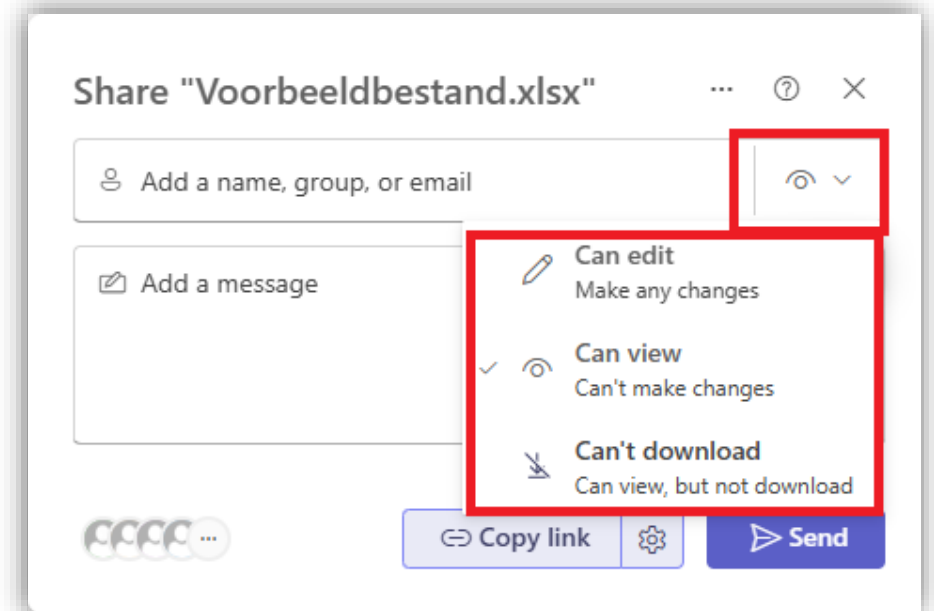 Share "Voorbeeldbestand.xlsx"
Add a name, group, or email
Add a message
Can edit
Make any changes
Can view
Can't make changes
Can't download
Can view, but not download
Copy link
Send